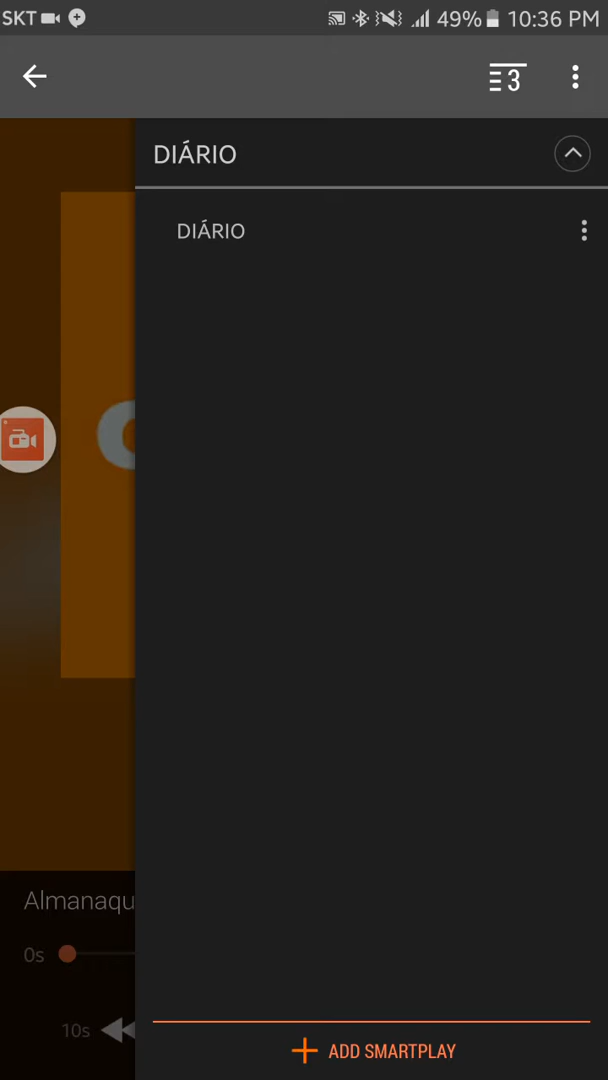 SKT 49% 10:36 PM
3
DIÁRIO
DIÁRIO
Almanaqu
0s
10s
ADD SMARTPLAY